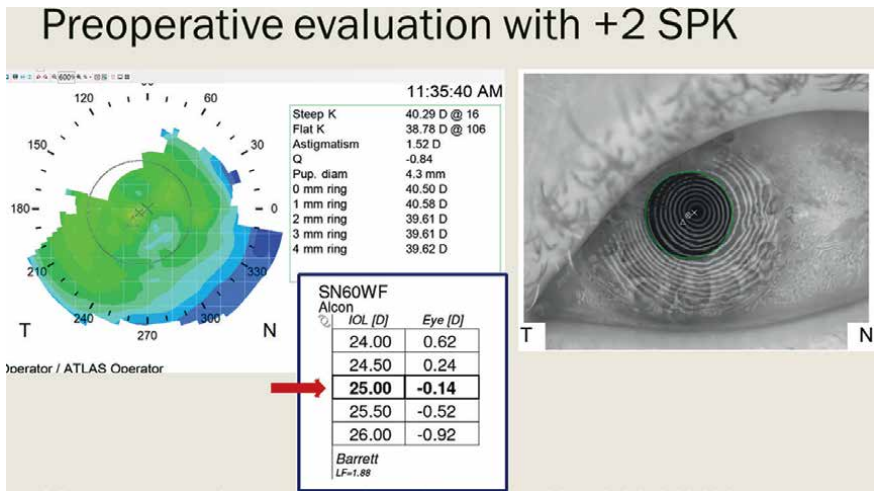 Preoperative evaluation with +2 SPK
600%
11:35:40 AM
120
60
150
30
180
0
210
330
240
300
270
T
N
Operator / ATLAS Operator
Steep K 40.29 D @ 16
Flat K 38.78 D @ 106
Astigmatism 1.52 D
Q -0.84
Pup. diam 4.3 mm
0 mm ring 40.50 D
1 mm ring 40.58 D
2 mm ring 39.61 D
3 mm ring 39.61 D
4 mm ring 39.62 D
SN60WF
Alcon
IOL [D] Eye [D]
24.00 0.62
24.50 0.24
25.00 -0.14
25.50 -0.52
26.00 -0.92
Barrett
LF=1.88
T
N